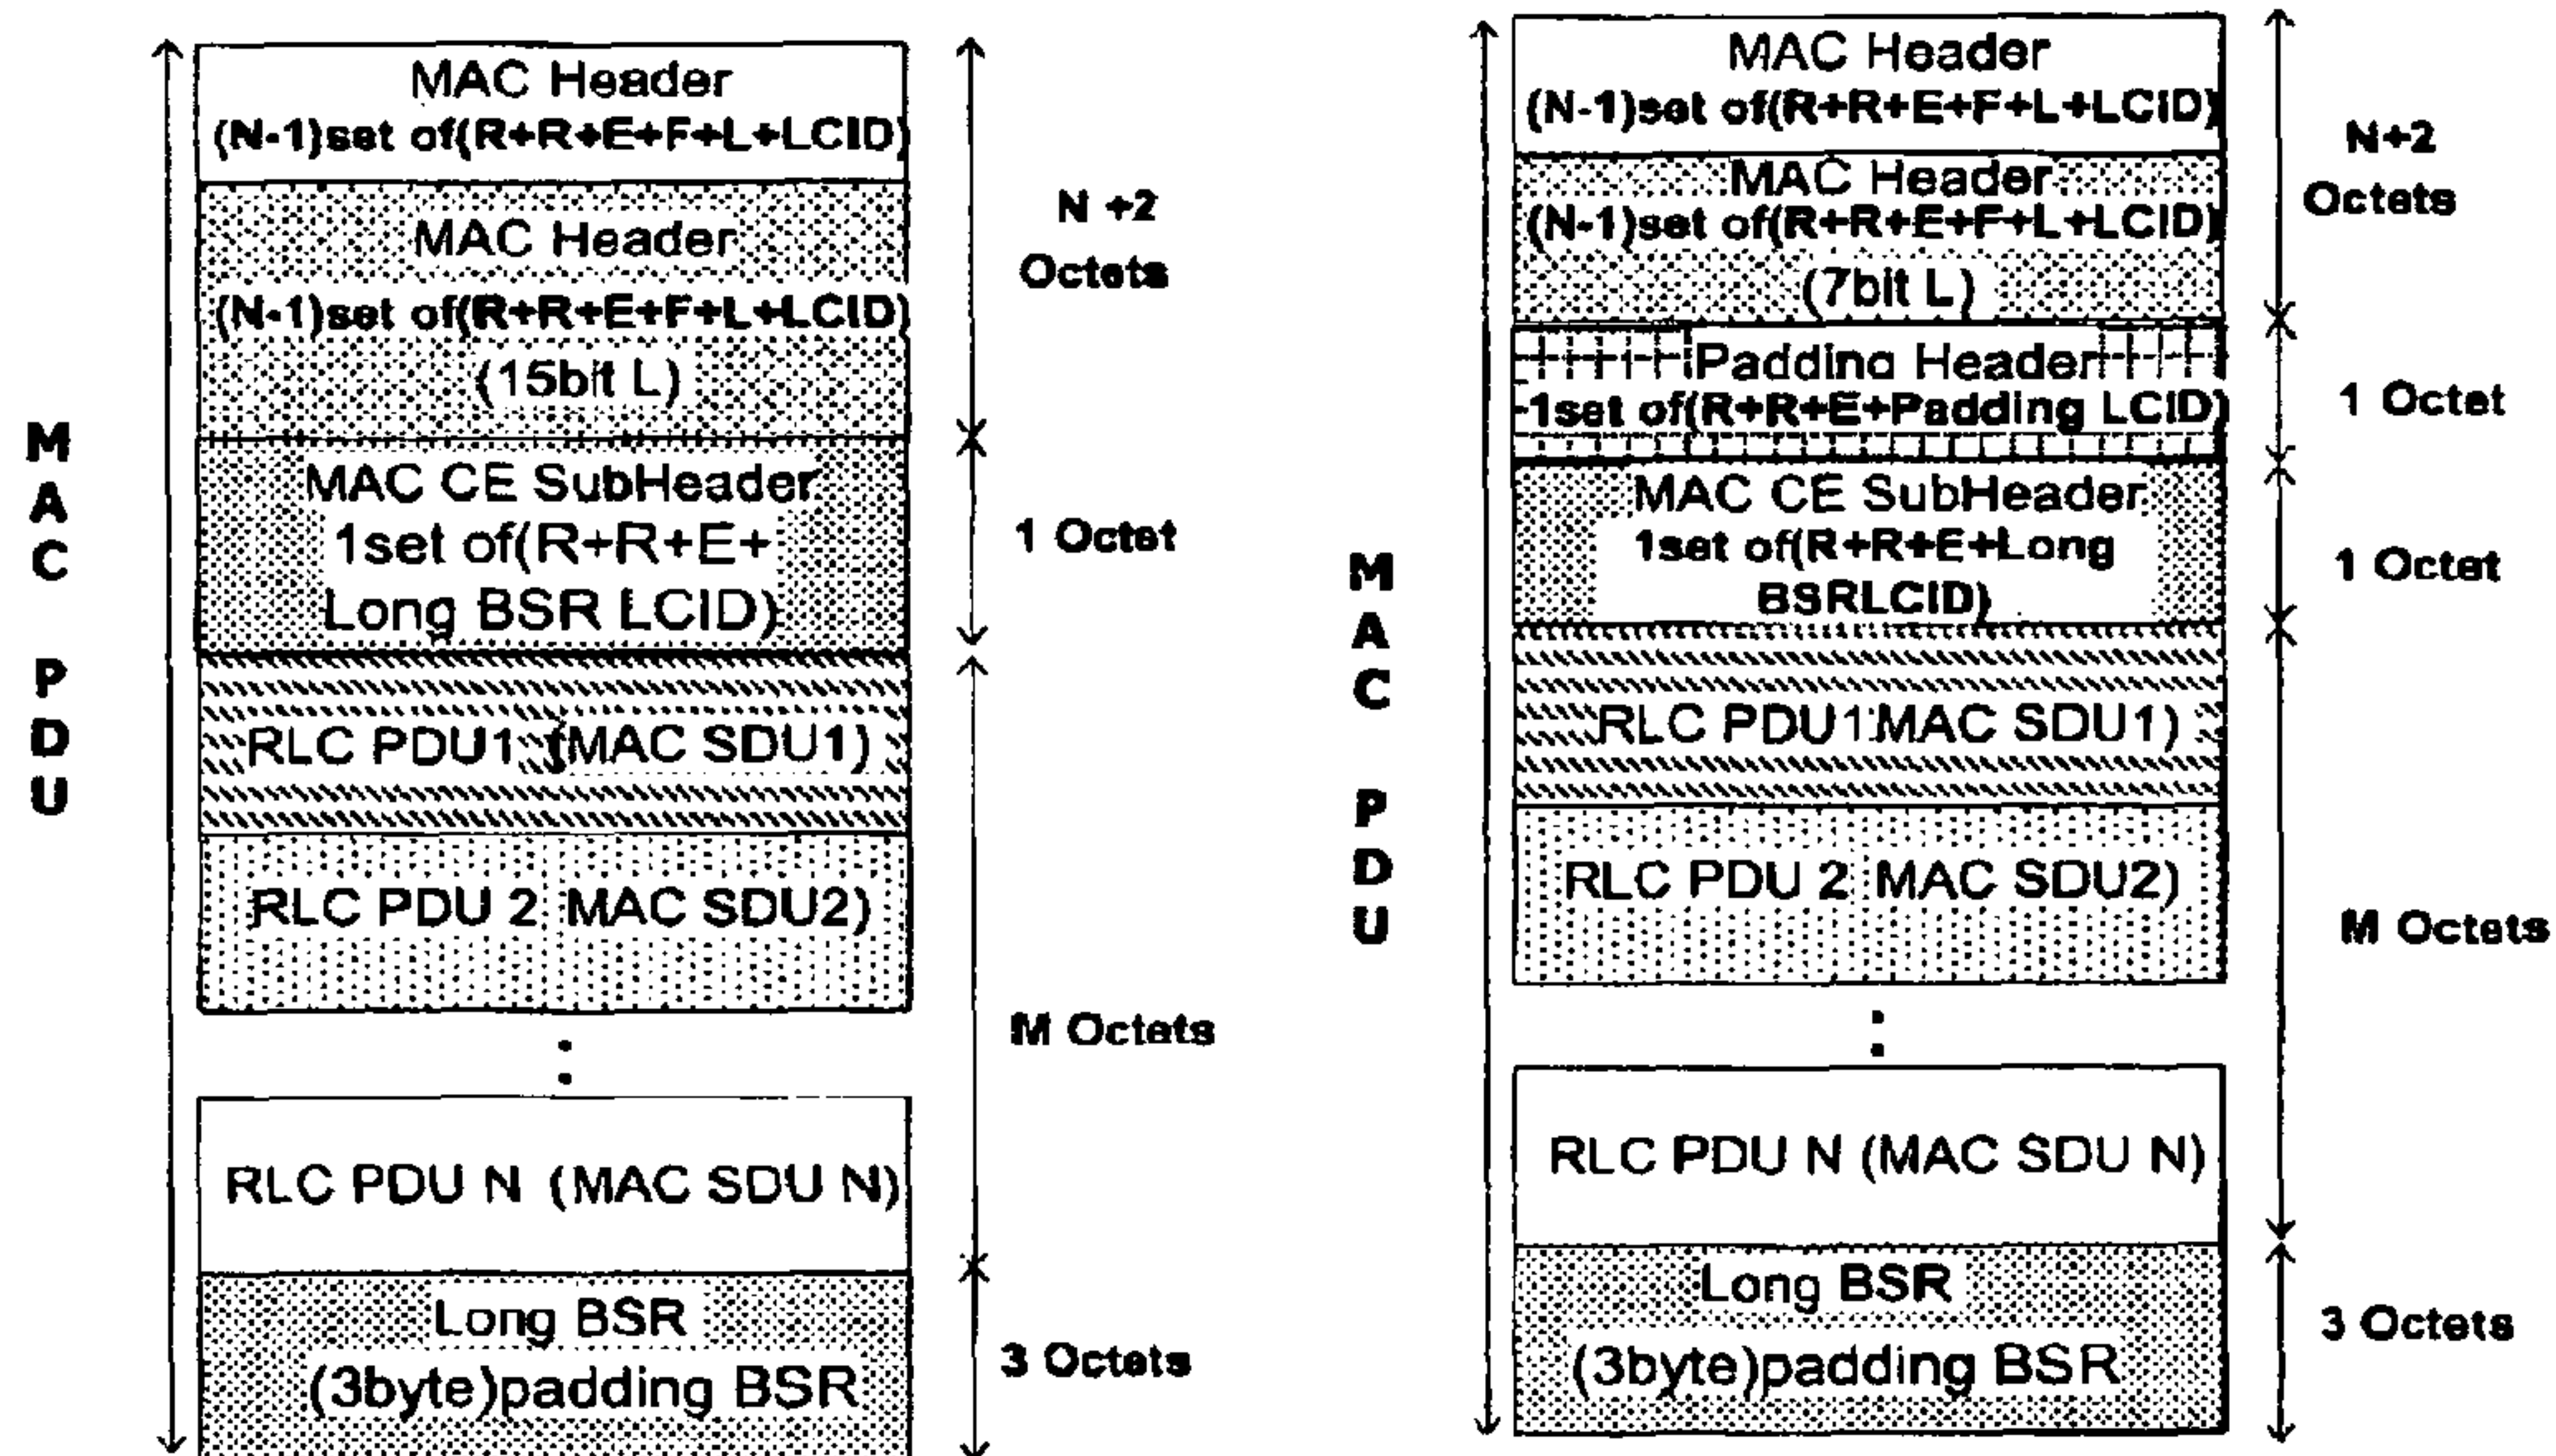 MAC PDU
MAC Header
(N-1)set of(R+R+E+F+L+LCID)
MAC Header
(N-1)set of(R+R+E+F+L+LCID)
(15bit L)
MAC CE SubHeader
1set of(R+R+E+
Long BSR LCID)
RLC PDU1 (MAC SDU1)
RLC PDU 2 MAC SDU2)
:
RLC PDU N (MAC SDU N)
Long BSR
(3byte)padding BSR
N +2
Octets
1 Octet
M Octets
3 Octets
MAC PDU
MAC Header
(N-1)set of(R+R+E+F+L+LCID)
MAC Header
(N-1)set of(R+R+E+F+L+LCID)
(7bit L)
Padding Header
1set of(R+R+E+Padding LCID)
MAC CE SubHeader
1set of(R+R+E+Long
BSRLCID)
RLC PDU1 MAC SDU1)
RLC PDU 2 MAC SDU2)
:
RLC PDU N (MAC SDU N)
Long BSR
(3byte)padding BSR
N+2
Octets
1 Octet
1 Octet
M Octets
3 Octets